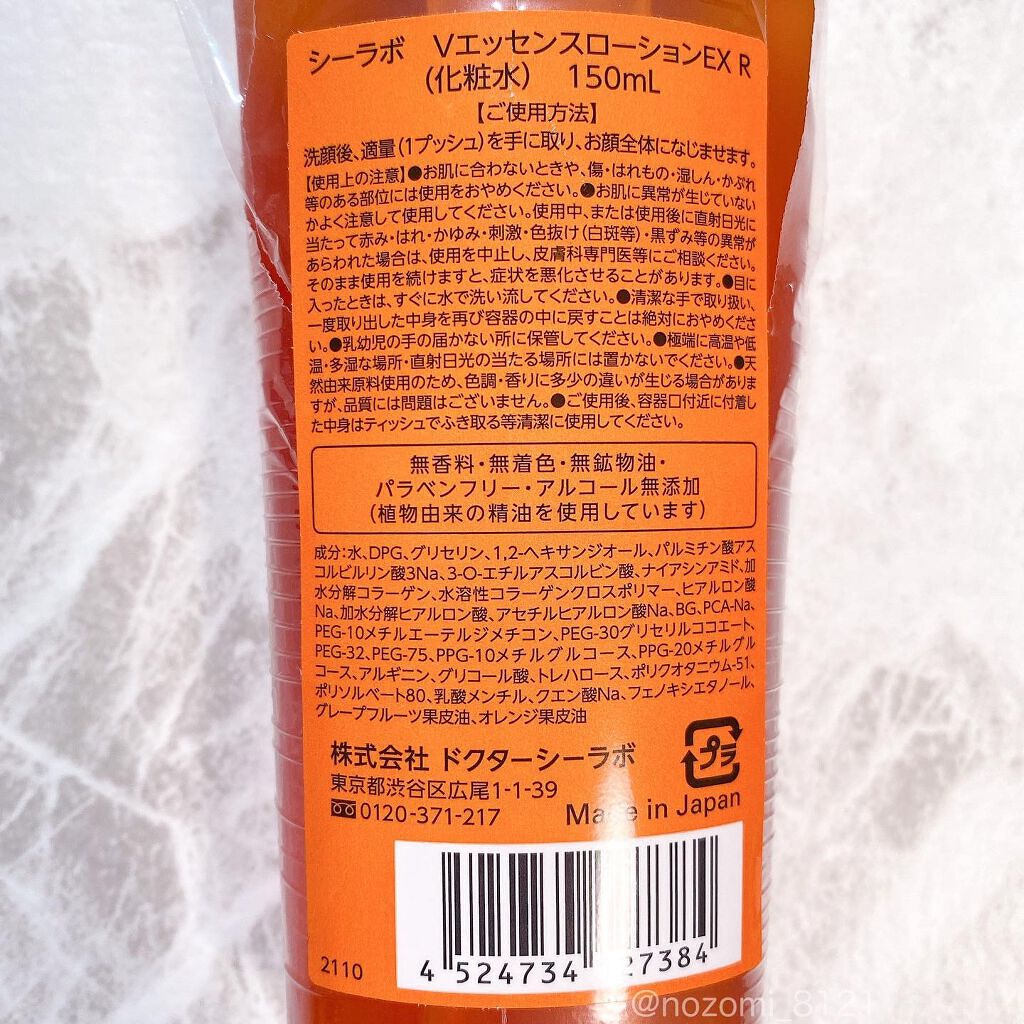 シーラボ　VエッセンスローションEX R
（化粧水）　150mL
【ご使用方法】
洗顔後、適量（1プッシュ）を手に取り、お顔全体になじませます。
【使用上の注意】●お肌に合わないときや、傷・はれもの・湿しん・かぶれ
等のある部位には使用をおやめください。●お肌に異常が生じていない
かよく注意して使用してください。使用中、または使用後に直射日光に
当たって赤み・はれ・かゆみ・刺激・色抜け（白斑等）・黒ずみ等の異常が
あらわれた場合は、使用を中止し、皮膚科専門医等にご相談ください。
そのまま使用を続けますと、症状を悪化させることがあります。●目に
入ったときは、すぐに水で洗い流してください。●清潔な手で取り扱い、
一度取り出した中身を再び容器の中に戻すことは絶対におやめくださ
い。●乳幼児の手の届かない所に保管してください。●極端に高温や低
温・多湿な場所・直射日光の当たる場所には置かないでください。●天
然由来原料使用のため、色調・香りに多少の違いが生じる場合がありま
すが、品質には問題はございません。●ご使用後、容器口付近に付着し
た中身はティッシュでふき取る等清潔に使用してください。
無香料・無着色・無鉱物油・
パラベンフリー・アルコール無添加
（植物由来の精油を使用しています）
成分：水、DPG、グリセリン、1,2-ヘキサンジオール、パルミチン酸アス
コルビルリン酸3Na、3-O-エチルアスコルビン酸、ナイアシンアミド、加
水分解コラーゲン、水溶性コラーゲンクロスポリマー、ヒアルロン酸
Na、加水分解ヒアルロン酸、アセチルヒアルロン酸Na、BG、PCA-Na、
PEG-10メチルエーテルジメチコン、PEG-30グリセリルココエート、
PEG-32、PEG-75、PPG-10メチルグルコース、PPG-20メチルグル
コース、アルギニン、グリコール酸、トレハロース、ポリクオタニウム-51、
ポリソルベート80、乳酸メンチル、クエン酸Na、フェノキシエタノール、
グレープフルーツ果皮油、オレンジ果皮油
株式会社 ドクターシーラボ
プラ
東京都渋谷区広尾1-1-39
0120-371-217
Made in Japan
4 524734 27384
2110
@nozomi_812